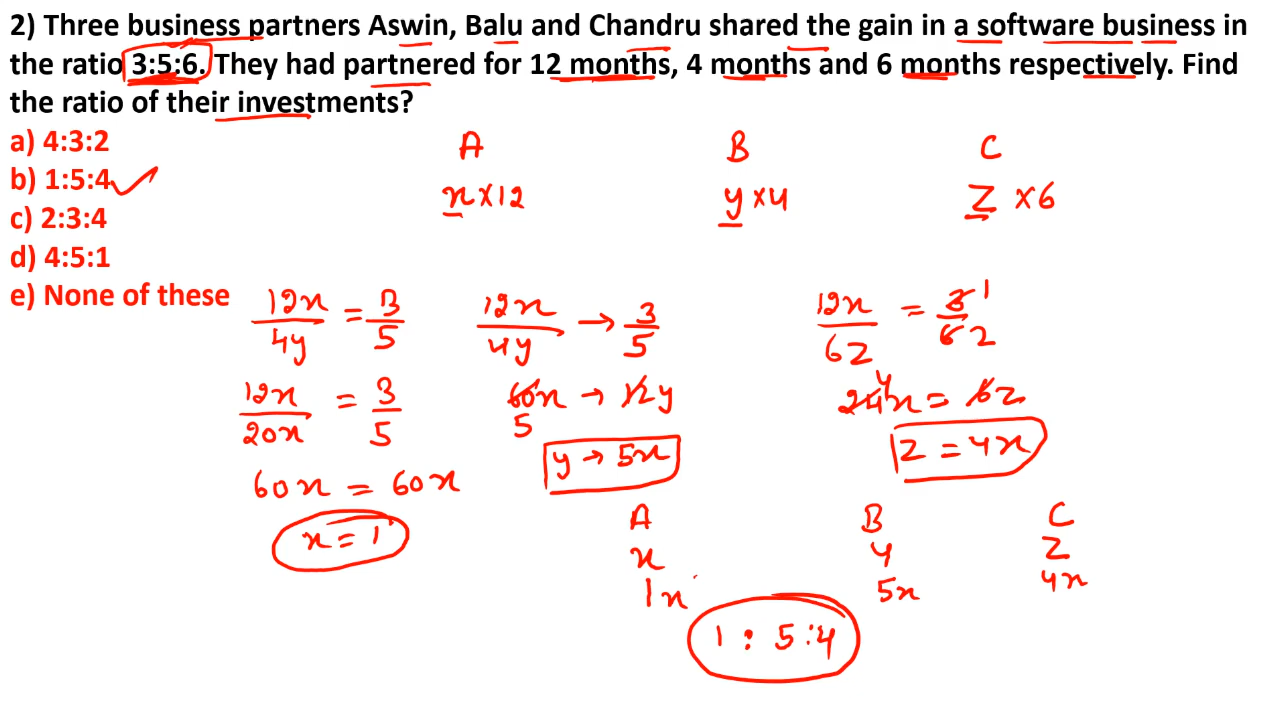 2) Three business partners Aswin, Balu and Chandru shared the gain in a software business in
the ratio 3:5:6. They had partnered for 12 months, 4 months and 6 months respectively. Find
the ratio of their investments?
a) 4:3:2
b) 1:5:4
c) 2:3:4
d) 4:5:1
e) None of these
A B C
x×12 y×4 z×6
12x/4y = 3/5 12x/4y → 3/5 12x/6z = 3/6 1/2
12x/20x = 3/5 60x → 12y 24x = 6z
5 4
y → 5x z = 4x
60x = 60x
x = 1
A B C
x y z
1x 5x 4x
1 : 5 : 4